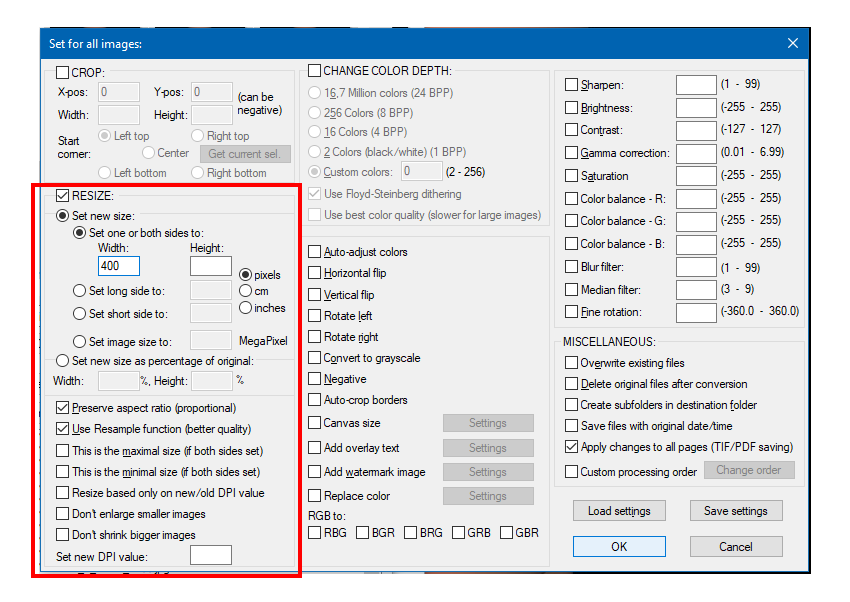 Set for all images:
CROP:
X-pos: 0 Y-pos: 0 (can be negative)
Width: Height:
Start corner:
Left top Right top
Center Get current sel.
Left bottom Right bottom
RESIZE:
Set new size:
Set one or both sides to:
Width: Height:
400
pixels
cm
inches
Set long side to:
Set short side to:
Set image size to: MegaPixel
Set new size as percentage of original:
Width: %, Height: %
Preserve aspect ratio (proportional)
Use Resample function (better quality)
This is the maximal size (if both sides set)
This is the minimal size (if both sides set)
Resize based only on new/old DPI value
Don't enlarge smaller images
Don't shrink bigger images
Set new DPI value:
CHANGE COLOR DEPTH:
16,7 Million colors (24 BPP)
256 Colors (8 BPP)
16 Colors (4 BPP)
2 Colors (black/white) (1 BPP)
Custom colors: 0 (2 - 256)
Use Floyd-Steinberg dithering
Use best color quality (slower for large images)
Auto-adjust colors
Horizontal flip
Vertical flip
Rotate left
Rotate right
Convert to grayscale
Negative
Auto-crop borders
Canvas size Settings
Add overlay text Settings
Add watermark image Settings
Replace color Settings
RGB to:
RBG BGR BRG GRB GBR
Sharpen: (1 - 99)
Brightness: (-255 - 255)
Contrast: (-127 - 127)
Gamma correction: (0.01 - 6.99)
Saturation (-255 - 255)
Color balance - R: (-255 - 255)
Color balance - G: (-255 - 255)
Color balance - B: (-255 - 255)
Blur filter: (1 - 99)
Median filter: (3 - 9)
Fine rotation: (-360.0 - 360.0)
MISCELLANEOUS:
Overwrite existing files
Delete original files after conversion
Create subfolders in destination folder
Save files with original date/time
Apply changes to all pages (TIF/PDF saving)
Custom processing order Change order
Load settings Save settings
OK Cancel